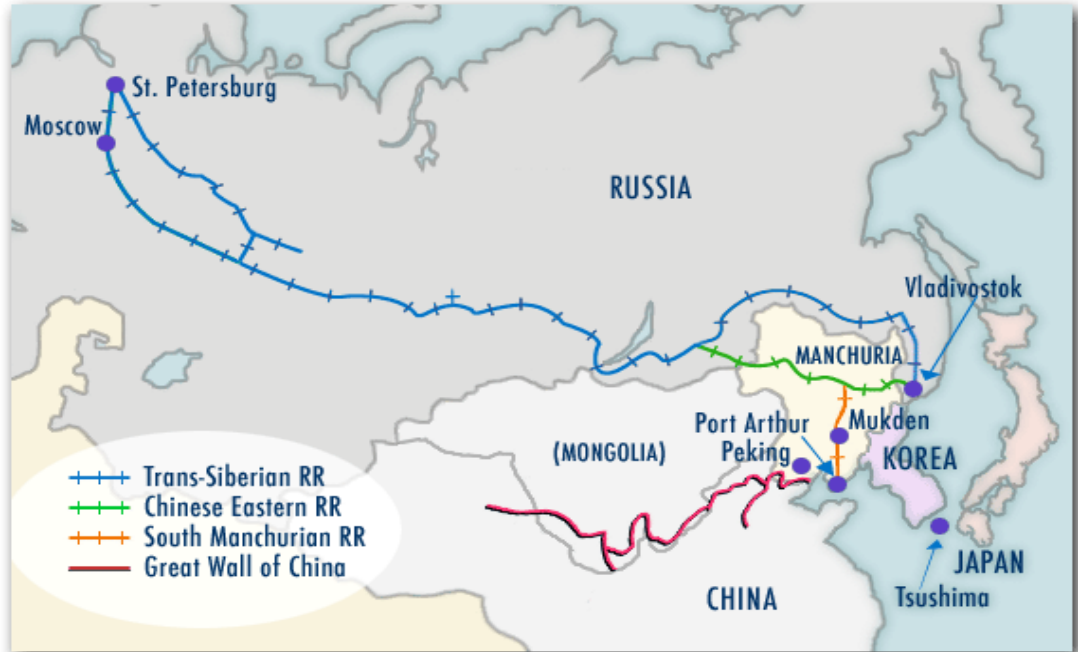 St. Petersburg
Moscow
RUSSIA
Vladivostok
MANCHURIA
Port Arthur
Mukden
Peking
(MONGOLIA)
KOREA
Trans-Siberian RR
Chinese Eastern RR
South Manchurian RR
Great Wall of China
JAPAN
CHINA
Tsushima